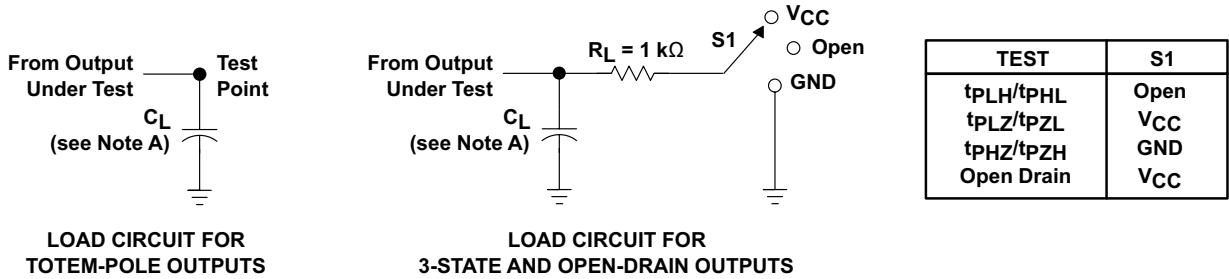 From Output
Under Test
Test
Point
CL
(see Note A)
LOAD CIRCUIT FOR
TOTEM-POLE OUTPUTS
From Output
Under Test
RL = 1 kΩ
S1
VCC
Open
GND
CL
(see Note A)
LOAD CIRCUIT FOR
3-STATE AND OPEN-DRAIN OUTPUTS
TEST S1
tPLH/tPHL Open
tPLZ/tPZL VCC
tPHZ/tPZH GND
Open Drain VCC